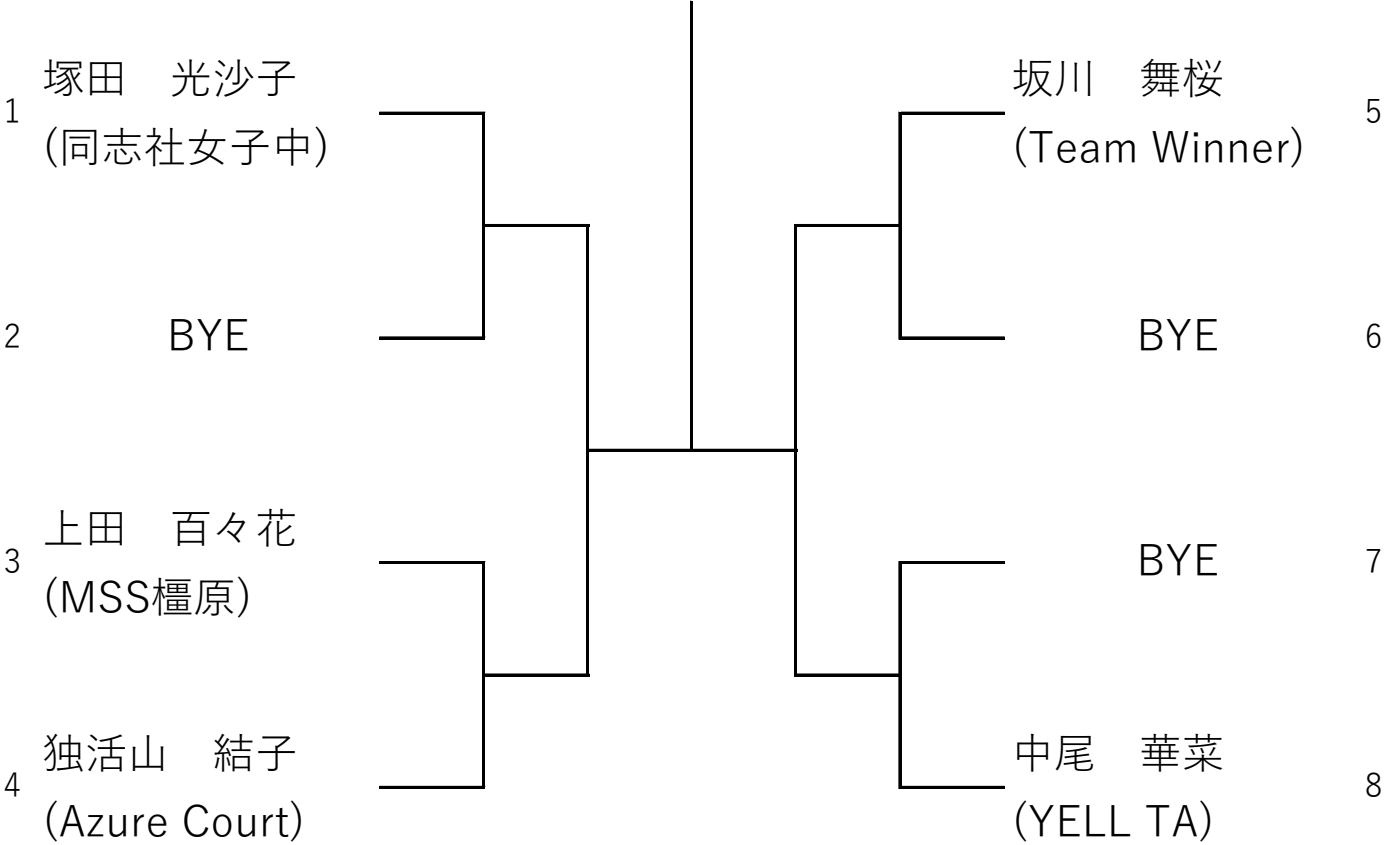 1
塚田　光沙子
(同志社女子中)
2
BYE
3
上田　百々花
(MSS橿原)
4
独活山　結子
(Azure Court)
坂川　舞桜
(Team Winner)
5
BYE
6
BYE
7
中尾　華菜
(YELL TA)
8